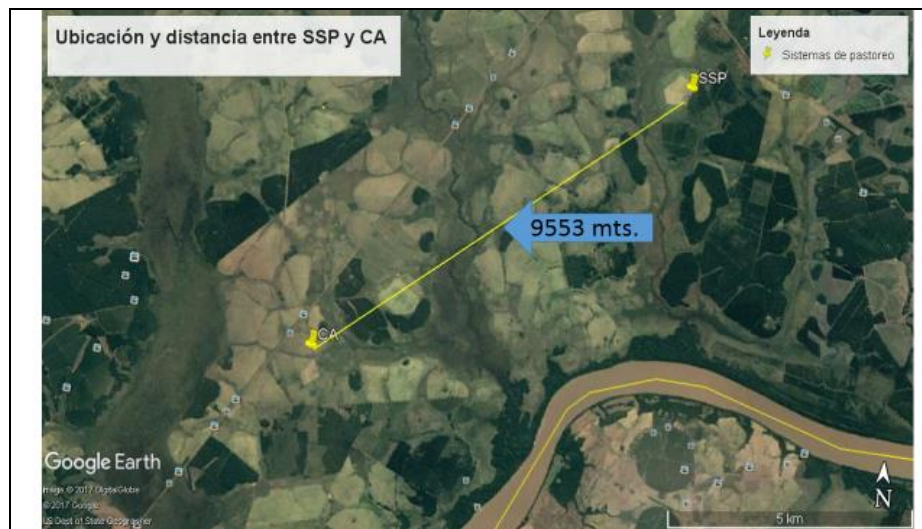 Ubicación y distancia entre SSP y CA
Leyenda
Sistemas de pastoreo
SSP
9553 mts.
CA
Google Earth
Image © 2017 DigitalGlobe
© 2017 Google
US Dept of State Geographer
N
5 km